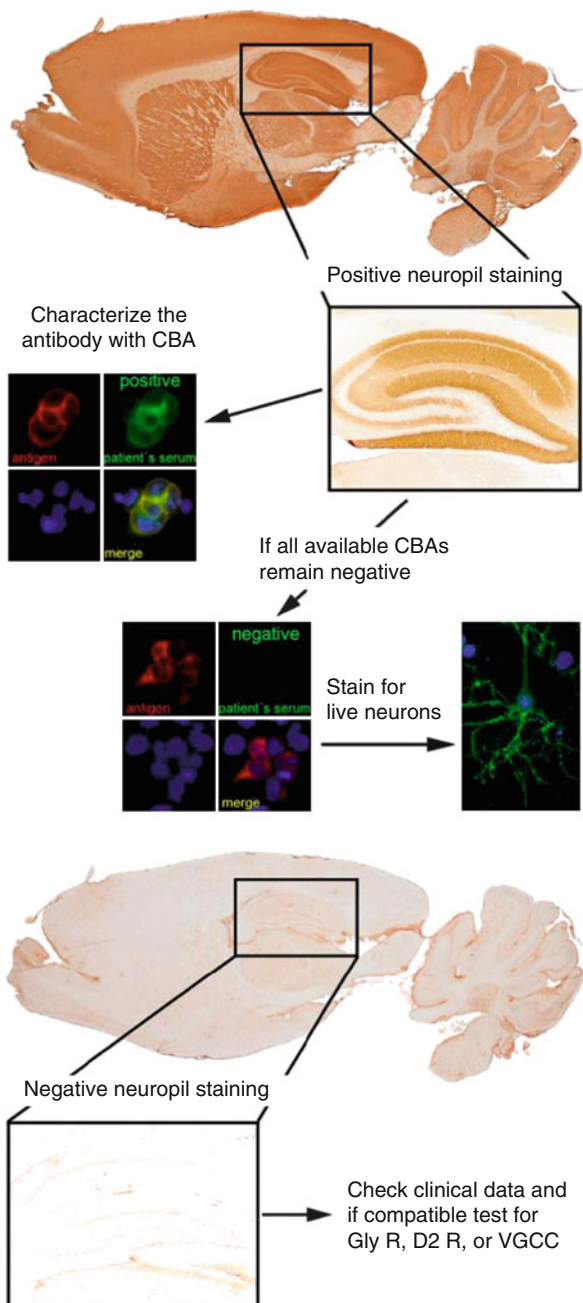 Positive neuropil staining
Characterize the
antibody with CBA
positive
antigen
patient´s serum
merge
If all available CBAs
remain negative
negative
antigen
patient´s serum
merge
Stain for
live neurons
Negative neuropil staining
Check clinical data and
if compatible test for
Gly R, D2 R, or VGCC